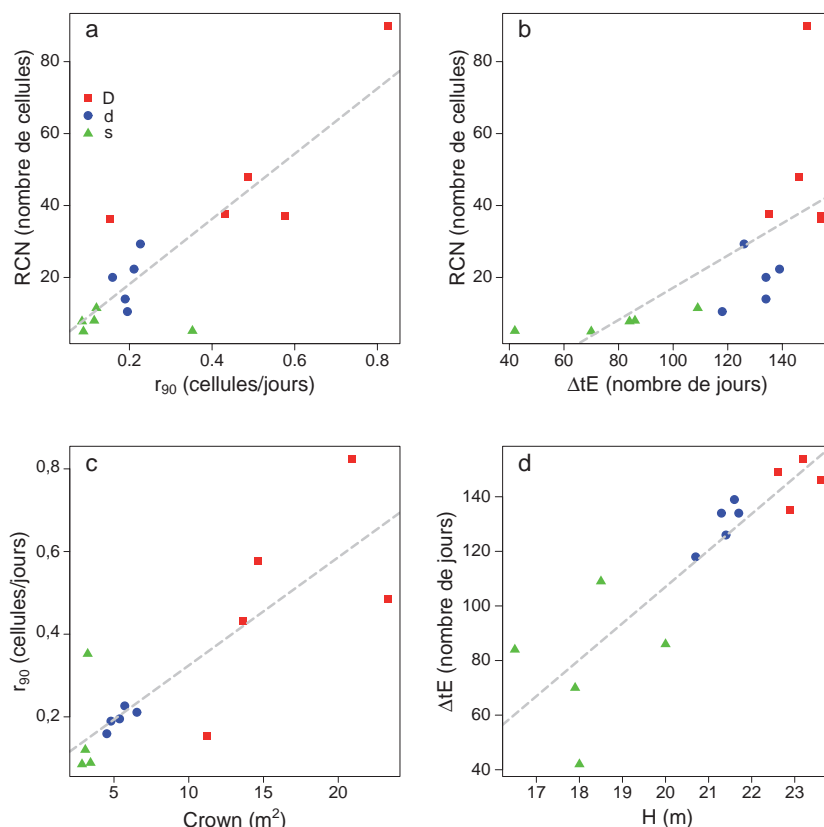 a
RCN (nombre de cellules)
80
60
40
20
D
d
s
0.2
0.4
0.6
0.8
r90 (cellules/jours)
b
RCN (nombre de cellules)
80
60
40
20
40
60
80
100
120
140
ΔtE (nombre de jours)
c
r90 (cellules/jours)
0,8
0,6
0,4
0,2
5
10
15
20
Crown (m²)
d
ΔtE (nombre de jours)
140
120
100
80
60
40
17
18
19
20
21
22
23
H (m)